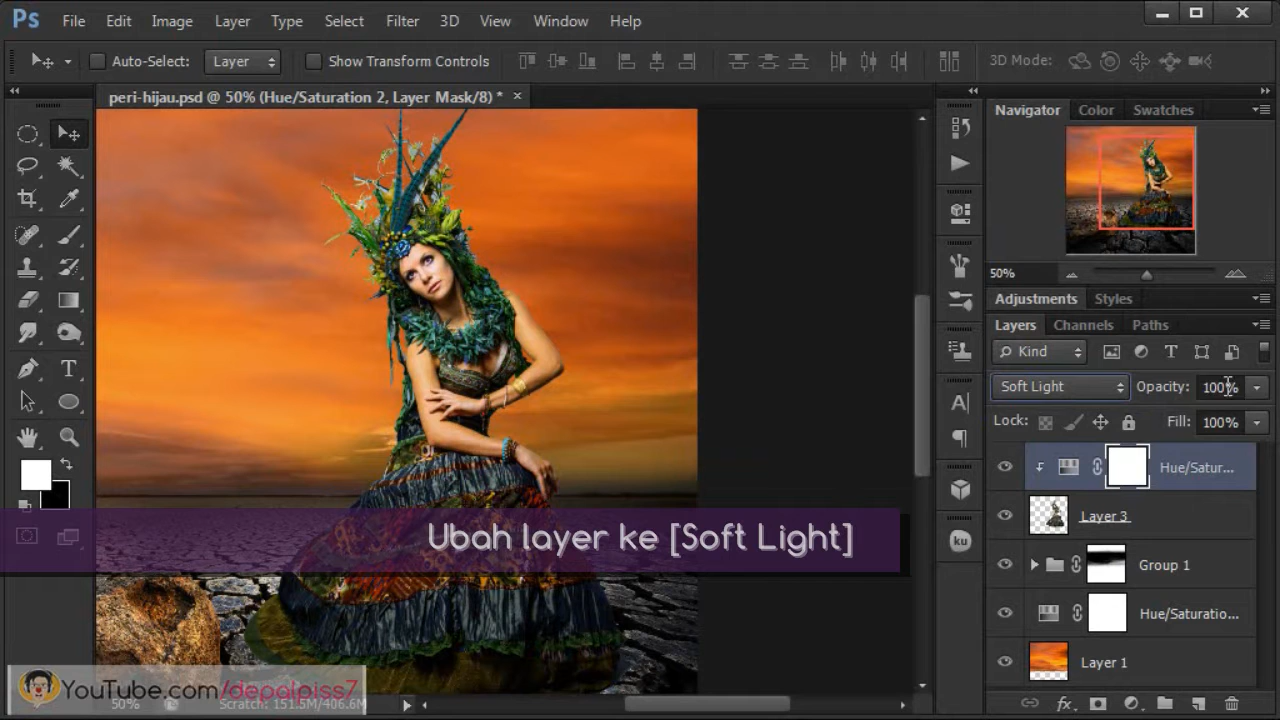 Ps File Edit Image Layer Type Select Filter 3D View Window Help
Auto-Select: Layer Show Transform Controls 3D Mode:
peri-hijau.psd @ 50% (Hue/Saturation 2, Layer Mask/8) * ×
Navigator Color Swatches
50%
Adjustments Styles
Layers Channels Paths
Kind
Soft Light Opacity: 100%
Lock: Fill: 100%
Hue/Satur...
Layer 3
Group 1
Hue/Saturatio...
Layer 1
ku
Ubah layer ke [Soft Light]
YouTube.com/depalpiss7
50% Scratch: 151.5M/406.6M